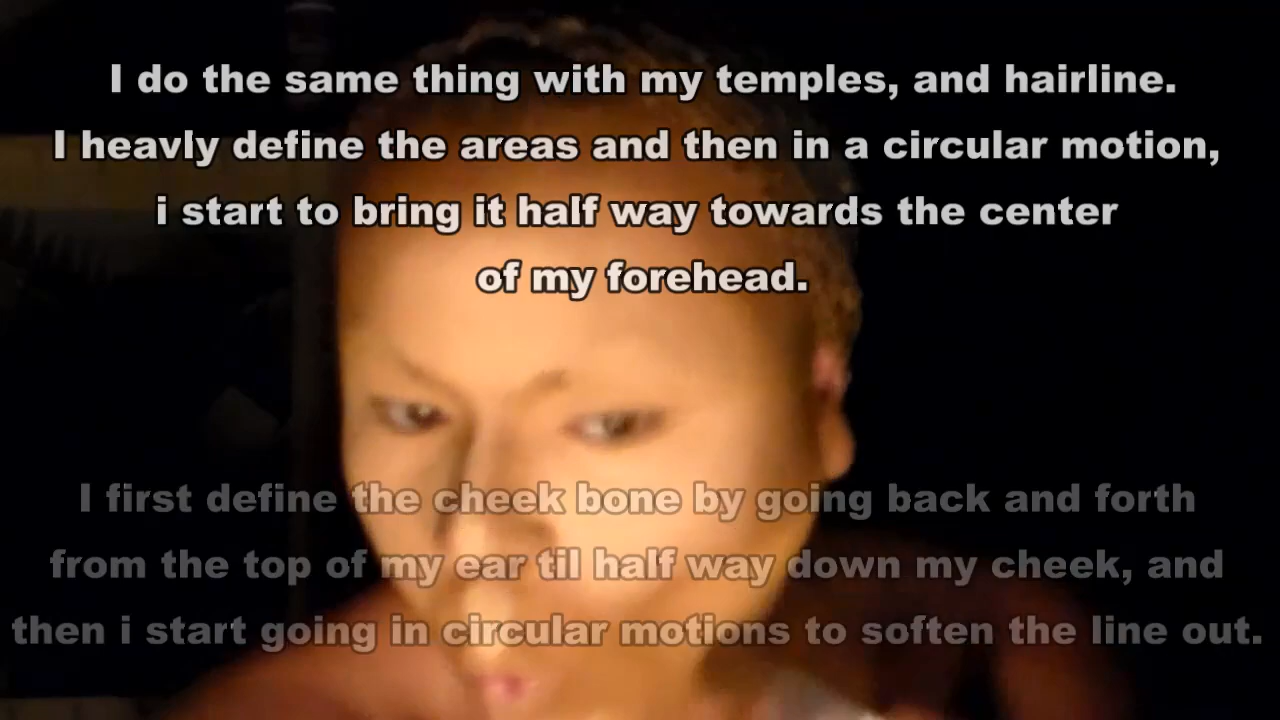 I do the same thing with my temples, and hairline.
I heavly define the areas and then in a circular motion,
i start to bring it half way towards the center
of my forehead.
I first define the cheek bone by going back and forth
from the top of my ear til half way down my cheek, and
then i start going in circular motions to soften the line out.